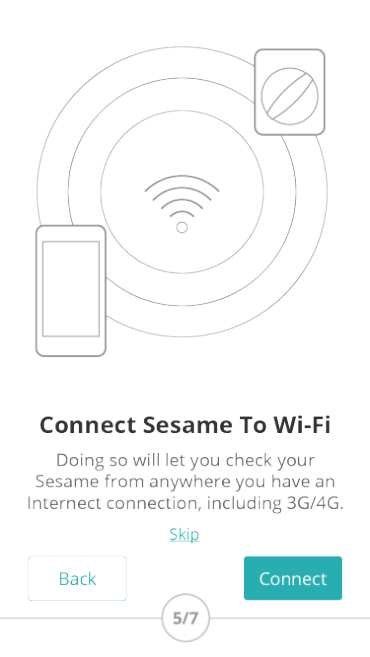 Connect Sesame To Wi-Fi
Doing so will let you check your
Sesame from anywhere you have an
Internect connection, including 3G/4G.
Skip
Back
Connect
5/7